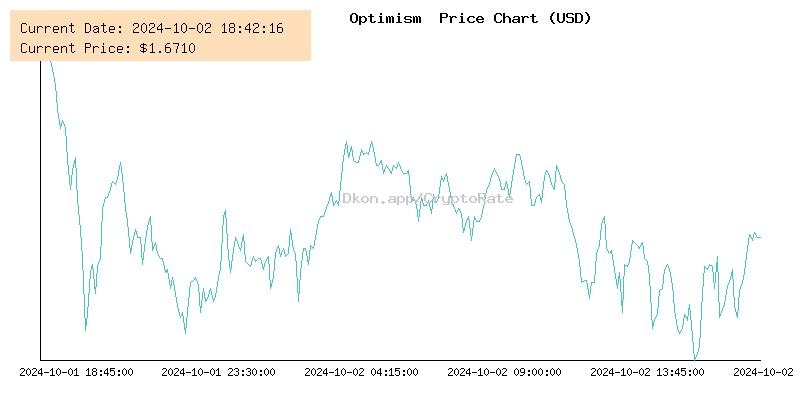 Optimism  Price Chart (USD)
Current Date: 2024-10-02 18:42:16
Current Price: $1.6710
Dkon.app/CryptoRate
2024-10-01 18:45:00 2024-10-01 23:30:00 2024-10-02 04:15:00 2024-10-02 09:00:00 2024-10-02 13:45:00 2024-10-02